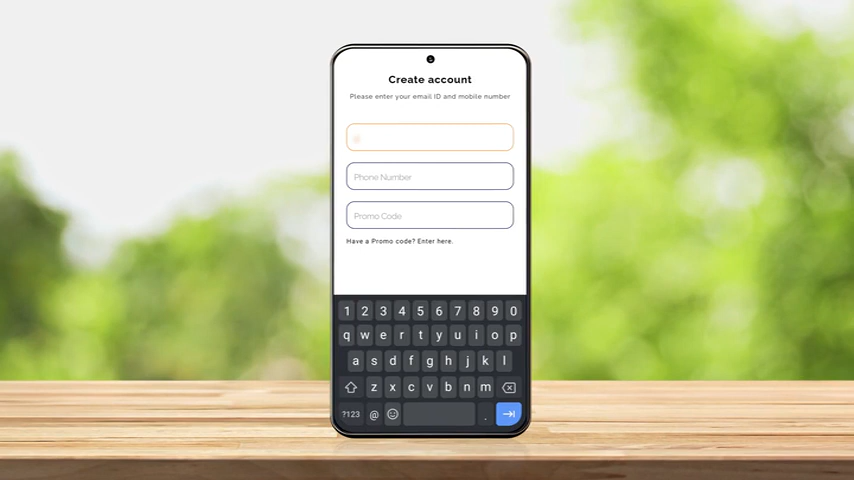 Create account
Please enter your email ID and mobile number
Phone Number
Promo Code
Have a Promo code? Enter here.
1 2 3 4 5 6 7 8 9 0
q w e r t y u i o p
a s d f g h j k l
z x c v b n m
?123 @ .